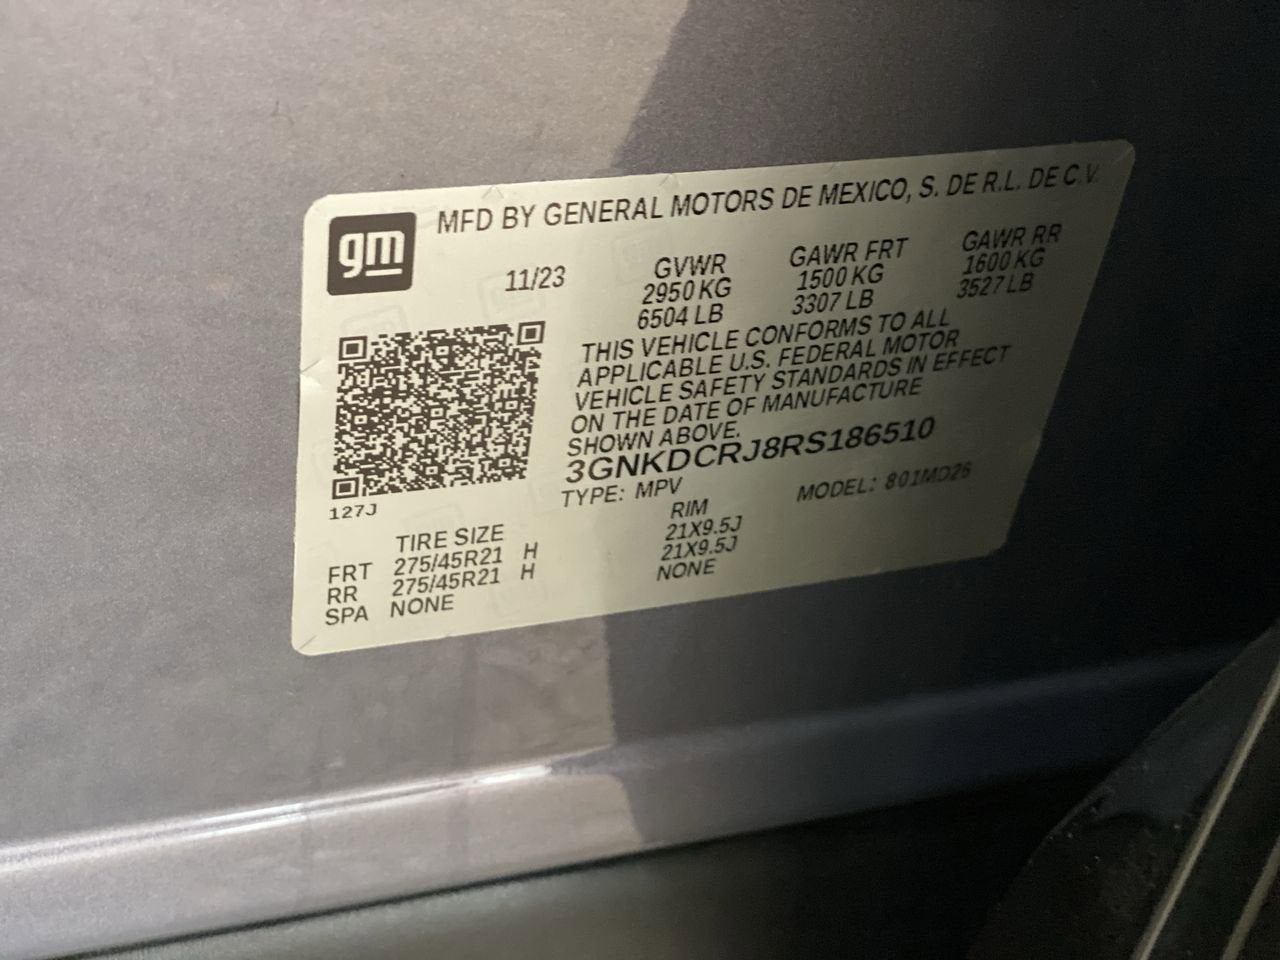 gm
MFD BY GENERAL MOTORS DE MEXICO, S. DE R.L. DE C.V.
11/23 GVWR GAWR FRT GAWR RR
2950 KG 1500 KG 1600 KG
6504 LB 3307 LB 3527 LB
THIS VEHICLE CONFORMS TO ALL
APPLICABLE U.S. FEDERAL MOTOR
VEHICLE SAFETY STANDARDS IN EFFECT
ON THE DATE OF MANUFACTURE
SHOWN ABOVE.
3GNKDCRJ8RS186510
TYPE: MPV MODEL: 801MD26
127J
TIRE SIZE RIM
FRT 275/45R21 H 21X9.5J
RR 275/45R21 H 21X9.5J
SPA NONE NONE